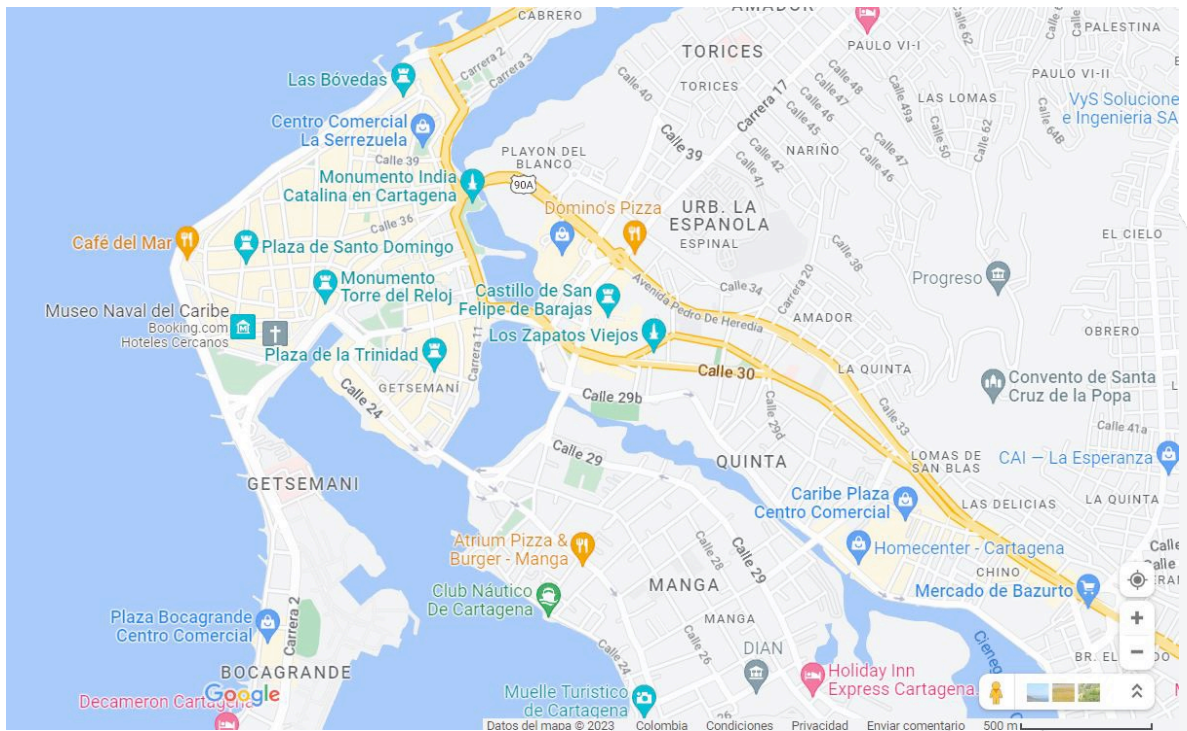 CABRERO
AMADOR
TORICES
PAULO VI-I
Calle 62
PALESTINA
Carrera 2
Carrera 3
Las Bóvedas
Calle 40
TORICES
Calle 48
Calle 47
Calle 46
Calle 45
Carrera 17
Calle 49a
LAS LOMAS
PAULO VI-II
VyS Solucione
e Ingenieria SA
Centro Comercial
La Serrezuela
Calle 39
Calle 39
PLAYON DEL
BLANCO
Calle 42
Calle 41
NARIÑO
Calle 47
Calle 46
Calle 50
Calle 62
Calle 64B
Monumento India
Catalina en Cartagena
90A
Calle 36
Domino's Pizza
URB. LA
ESPANOLA
ESPINAL
Calle 38
EL CIELO
Café del Mar
Plaza de Santo Domingo
Monumento
Torre del Reloj
Castillo de San
Felipe de Barajas
Avenida Pedro De Heredia
Calle 34
Carrera 20
AMADOR
Progreso
Museo Naval del Caribe
Booking.com
Hoteles Cercanos
Los Zapatos Viejos
OBRERO
Plaza de la Trinidad
GETSEMANÍ
Carrera 11
Calle 30
LA QUINTA
Convento de Santa
Cruz de la Popa
Calle 24
Calle 29b
Calle 29d
Calle 33
Calle 41a
Calle 29
QUINTA
LOMAS DE
SAN BLAS
CAI — La Esperanza
GETSEMANI
Caribe Plaza
Centro Comercial
LAS DELICIAS
LA QUINTA
Atrium Pizza &
Burger - Manga
Calle 28
Calle 29
Homecenter - Cartagena
Calle
Calle
CHINO
Club Náutico
De Cartagena
MANGA
Mercado de Bazurto
Plaza Bocagrande
Centro Comercial
Carrera 2
MANGA
Calle 26
Calle 24
DIAN
BOCAGRANDE
Holiday Inn
Express Cartagena...
Google
Decameron Cartagena
Muelle Turistico
de Cartagena
Datos del mapa © 2023 Colombia Condiciones Privacidad Enviar comentario 500 m